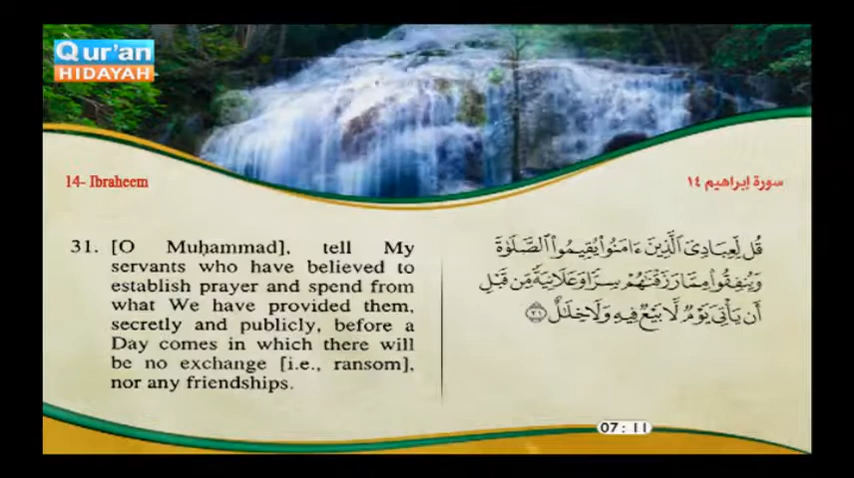 Qur'an
HIDAYAH
14- Ibraheem
سورة إبراهيم ١٤
31. [O Muḥammad], tell My
servants who have believed to
establish prayer and spend from
what We have provided them,
secretly and publicly, before a
Day comes in which there will
be no exchange [i.e., ransom],
nor any friendships.
قُل لِّعِبَادِىَ ٱلَّذِينَ ءَامَنُوا۟ يُقِيمُوا۟ ٱلصَّلَوٰةَ
وَيُنفِقُوا۟ مِمَّا رَزَقْنَـٰهُمْ سِرًّا وَعَلَانِيَةً مِّن قَبْلِ
أَن يَأْتِىَ يَوْمٌ لَّا بَيْعٌ فِيهِ وَلَا خِلَـٰلٌ ٣١
07: 11